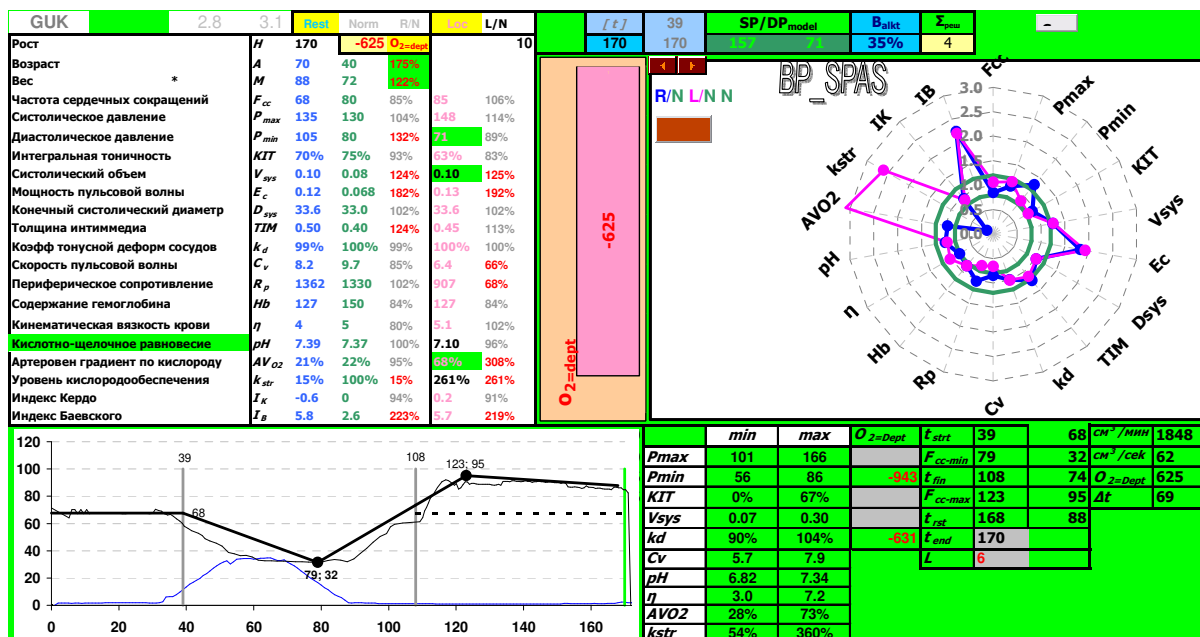 GUK 2.8 3.1 Rest Norm R/N Loc L/N [t] 39 SP/DPmodel Balkt Σреш
Рост H 170 -625 O2=dept 10 170 170 157 71 35% 4
Возраст A 70 40 175%
Вес * M 88 72 122%
Частота сердечных сокращений Fcc 68 80 85% 85 106%
Систолическое давление Pmax 135 130 104% 148 114%
Диастолическое давление Pmin 105 80 132% 71 89%
Интегральная тоничность KIT 70% 75% 93% 63% 83%
Систолический объем Vsys 0.10 0.08 124% 0.10 125%
Мощность пульсовой волны Ec 0.12 0.068 182% 0.13 192%
Конечный систолический диаметр Dsys 33.6 33.0 102% 33.6 102%
Толщина интиммедиа TIM 0.50 0.40 124% 0.45 113%
Коэфф тонусной деформ сосудов kd 99% 100% 99% 100% 100%
Скорость пульсовой волны Cv 8.2 9.7 85% 6.4 66%
Периферическое сопротивление Rp 1362 1330 102% 907 68%
Содержание гемоглобина Hb 127 150 84% 127 84%
Кинематическая вязкость крови η 4 5 80% 5.1 102%
Кислотно-щелочное равновесие pH 7.39 7.37 100% 7.10 96%
Артеровен градиент по кислороду AVO2 21% 22% 95% 68% 308%
Уровень кислородообеспечения kstr 15% 100% 15% 261% 261%
Индекс Кердо IK -0.6 0 94% 0.2 91%
Индекс Баевского IB 5.8 2.6 223% 5.7 219%
-625
O2=dept
R/N L/N N
BP_SPAS
Fcc
Pmax
Pmin
KIT
Vsys
Ec
Dsys
TIM
kd
Cv
Rp
Hb
η
pH
AVO2
kstr
IK
IB
3.0
2.5
2.0
1.5
0.5
0.0
120
100
80
60
40
20
0
39
108
123; 95
68
79; 32
0 20 40 60 80 100 120 140 160
min max O2=Dept tstrt 39 68 см³/мин 1848
Pmax 101 166 Fcc-min 79 32 см³/cek 62
Pmin 56 86 -943 tfin 108 74 O2=Dept 625
KIT 0% 67% Fcc-max 123 95 Δt 69
Vsys 0.07 0.30 trst 168 88
kd 90% 104% -631 tend 170
Cv 5.7 7.9 L 6
pH 6.82 7.34
η 3.0 7.2
AVO2 28% 73%
kstr 54% 360%